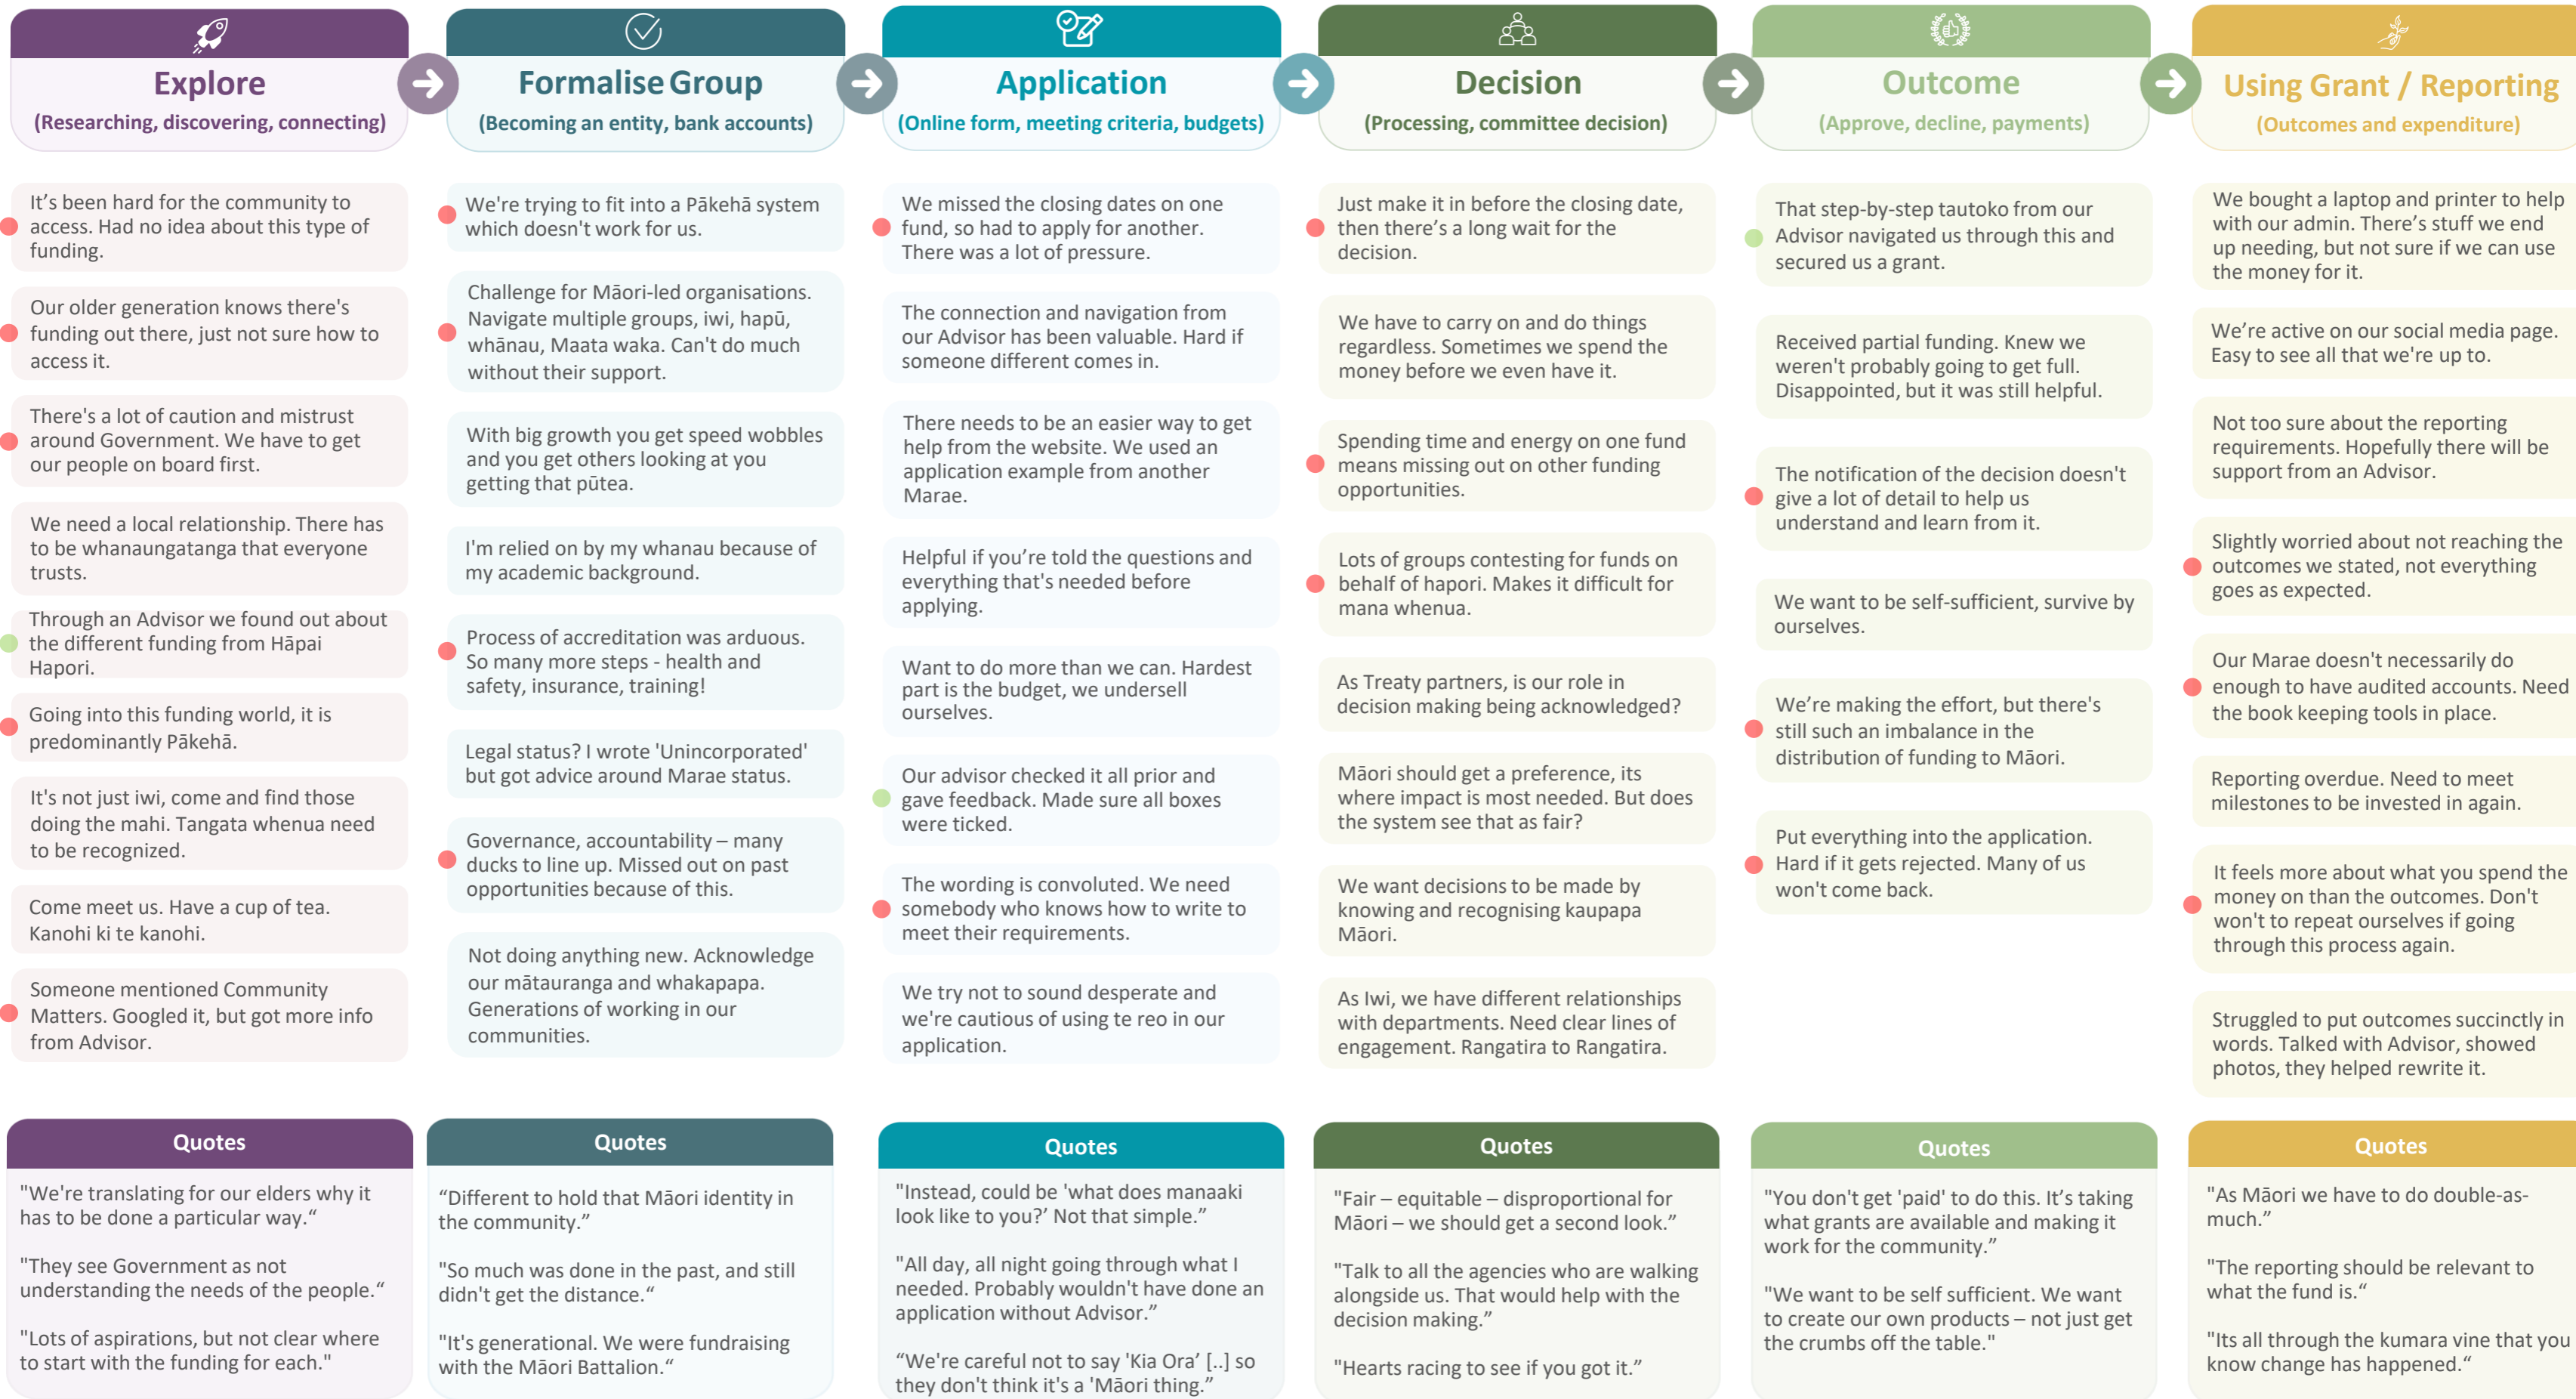 Explore
(Researching, discovering, connecting)
It's been hard for the community to
access. Had no idea about this type of
funding.
Our older generation knows there's
funding out there, just not sure how to
access it.
There's a lot of caution and mistrust
around Government. We have to get
our people on board first.
We need a local relationship. There has
to be whanaungatanga that everyone
trusts.
Through an Advisor we found out about
the different funding from Hāpai
Hapori.
Going into this funding world, it is
predominantly Pākehā.
It's not just iwi, come and find those
doing the mahi. Tangata whenua need
to be recognized.
Come meet us. Have a cup of tea.
Kanohi ki te kanohi.
Someone mentioned Community
Matters. Googled it, but got more info
from Advisor.
Quotes
"We're translating for our elders why it
has to be done a particular way.“
"They see Government as not
understanding the needs of the people.“
"Lots of aspirations, but not clear where
to start with the funding for each."
Formalise Group
(Becoming an entity, bank accounts)
We're trying to fit into a Pākehā system
which doesn't work for us.
Challenge for Māori-led organisations.
Navigate multiple groups, iwi, hapū,
whānau, Maata waka. Can't do much
without their support.
With big growth you get speed wobbles
and you get others looking at you
getting that pūtea.
I'm relied on by my whanau because of
my academic background.
Process of accreditation was arduous.
So many more steps - health and
safety, insurance, training!
Legal status? I wrote 'Unincorporated'
but got advice around Marae status.
Governance, accountability – many
ducks to line up. Missed out on past
opportunities because of this.
Not doing anything new. Acknowledge
our mātauranga and whakapapa.
Generations of working in our
communities.
Quotes
“Different to hold that Māori identity in
the community.”
"So much was done in the past, and still
didn't get the distance.“
"It's generational. We were fundraising
with the Māori Battalion.“
Application
(Online form, meeting criteria, budgets)
We missed the closing dates on one
fund, so had to apply for another.
There was a lot of pressure.
The connection and navigation from
our Advisor has been valuable. Hard if
someone different comes in.
There needs to be an easier way to get
help from the website. We used an
application example from another
Marae.
Helpful if you’re told the questions and
everything that's needed before
applying.
Want to do more than we can. Hardest
part is the budget, we undersell
ourselves.
Our advisor checked it all prior and
gave feedback. Made sure all boxes
were ticked.
The wording is convoluted. We need
somebody who knows how to write to
meet their requirements.
We try not to sound desperate and
we're cautious of using te reo in our
application.
Quotes
"Instead, could be 'what does manaaki
look like to you?’ Not that simple.”
"All day, all night going through what I
needed. Probably wouldn't have done an
application without Advisor.”
“We're careful not to say 'Kia Ora’ [..] so
they don't think it's a 'Māori thing.”
Decision
(Processing, committee decision)
Just make it in before the closing date,
then there’s a long wait for the
decision.
We have to carry on and do things
regardless. Sometimes we spend the
money before we even have it.
Spending time and energy on one fund
means missing out on other funding
opportunities.
Lots of groups contesting for funds on
behalf of hapori. Makes it difficult for
mana whenua.
As Treaty partners, is our role in
decision making being acknowledged?
Māori should get a preference, its
where impact is most needed. But does
the system see that as fair?
We want decisions to be made by
knowing and recognising kaupapa
Māori.
As Iwi, we have different relationships
with departments. Need clear lines of
engagement. Rangatira to Rangatira.
Quotes
"Fair – equitable – disproportional for
Māori – we should get a second look.”
"Talk to all the agencies who are walking
alongside us. That would help with the
decision making.”
"Hearts racing to see if you got it.”
Outcome
(Approve, decline, payments)
That step-by-step tautoko from our
Advisor navigated us through this and
secured us a grant.
Received partial funding. Knew we
weren't probably going to get full.
Disappointed, but it was still helpful.
The notification of the decision doesn't
give a lot of detail to help us
understand and learn from it.
We want to be self-sufficient, survive by
ourselves.
We’re making the effort, but there's
still such an imbalance in the
distribution of funding to Māori.
Put everything into the application.
Hard if it gets rejected. Many of us
won't come back.
Quotes
"You don't get 'paid' to do this. It’s taking
what grants are available and making it
work for the community.”
"We want to be self sufficient. We want
to create our own products – not just get
the crumbs off the table."
Using Grant / Reporting
(Outcomes and expenditure)
We bought a laptop and printer to help
with our admin. There’s stuff we end
up needing, but not sure if we can use
the money for it.
We’re active on our social media page.
Easy to see all that we're up to.
Not too sure about the reporting
requirements. Hopefully there will be
support from an Advisor.
Slightly worried about not reaching the
outcomes we stated, not everything
goes as expected.
Our Marae doesn't necessarily do
enough to have audited accounts. Need
the book keeping tools in place.
Reporting overdue. Need to meet
milestones to be invested in again.
It feels more about what you spend the
money on than the outcomes. Don't
won't to repeat ourselves if going
through this process again.
Struggled to put outcomes succinctly in
words. Talked with Advisor, showed
photos, they helped rewrite it.
Quotes
"As Māori we have to do double-as-
much.”
"The reporting should be relevant to
what the fund is.“
"Its all through the kumara vine that you
know change has happened.“